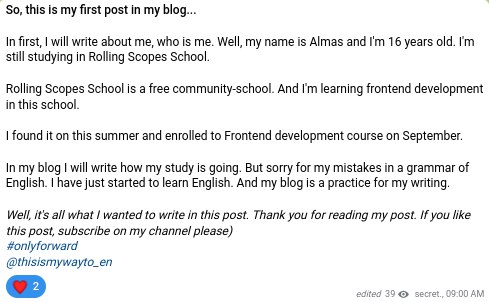 So, this is my first post in my blog...
In first, I will write about me, who is me. Well, my name is Almas and I'm 16 years old. I'm
still studying in Rolling Scopes School.
Rolling Scopes School is a free community-school. And I'm learning frontend development
in this school.
I found it on this summer and enrolled to Frontend development course on September.
In my blog I will write how my study is going. But sorry for my mistakes in a grammar of
English. I have just started to learn English. And my blog is a practice for my writing.
Well, it's all what I wanted to write in this post. Thank you for reading my post. If you like
this post, subscribe on my channel please)
#onlyforward
@thisismywayto_en
2
edited 39 secret., 09:00 AM